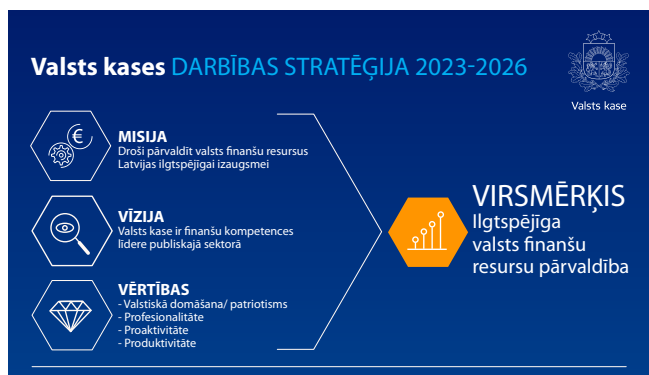 Valsts kases DARBĪBAS STRATĒĢIJA 2023-2026
Valsts kase
€
MISIJA
Droši pārvaldīt valsts finanšu resursus
Latvijas ilgtspējīgai izaugsmei
VĪZIJA
Valsts kase ir finanšu kompetences
līdere publiskajā sektorā
VĒRTĪBAS
- Valstiskā domāšana/ patriotisms
- Profesionalitāte
- Proaktivitāte
- Produktivitāte
VIRSMĒRĶIS
Ilgtspējīga
valsts finanšu
resursu pārvaldība